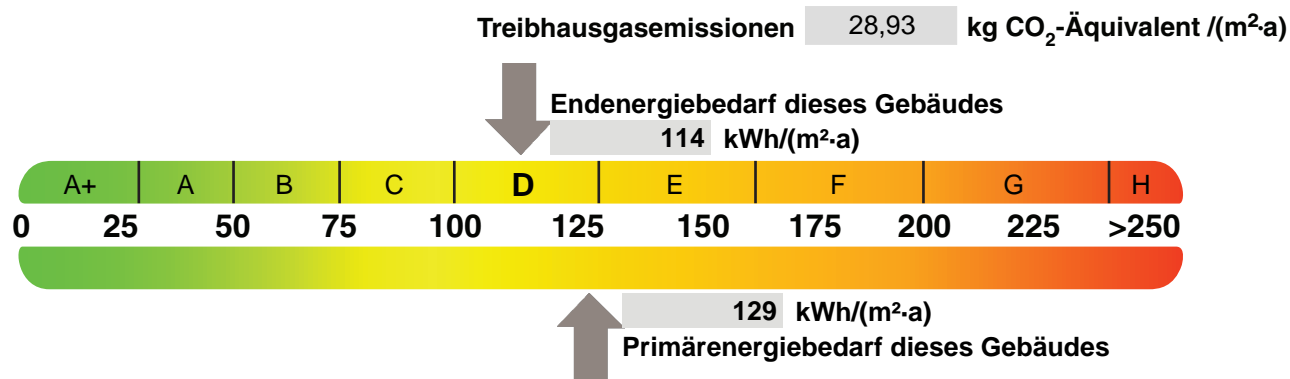 Treibhausgasemissionen 28,93 kg CO₂-Äquivalent /(m²·a)
Endenergiebedarf dieses Gebäudes
114 kWh/(m²·a)
A+ A B C D E F G H
0 25 50 75 100 125 150 175 200 225 >250
129 kWh/(m²·a)
Primärenergiebedarf dieses Gebäudes